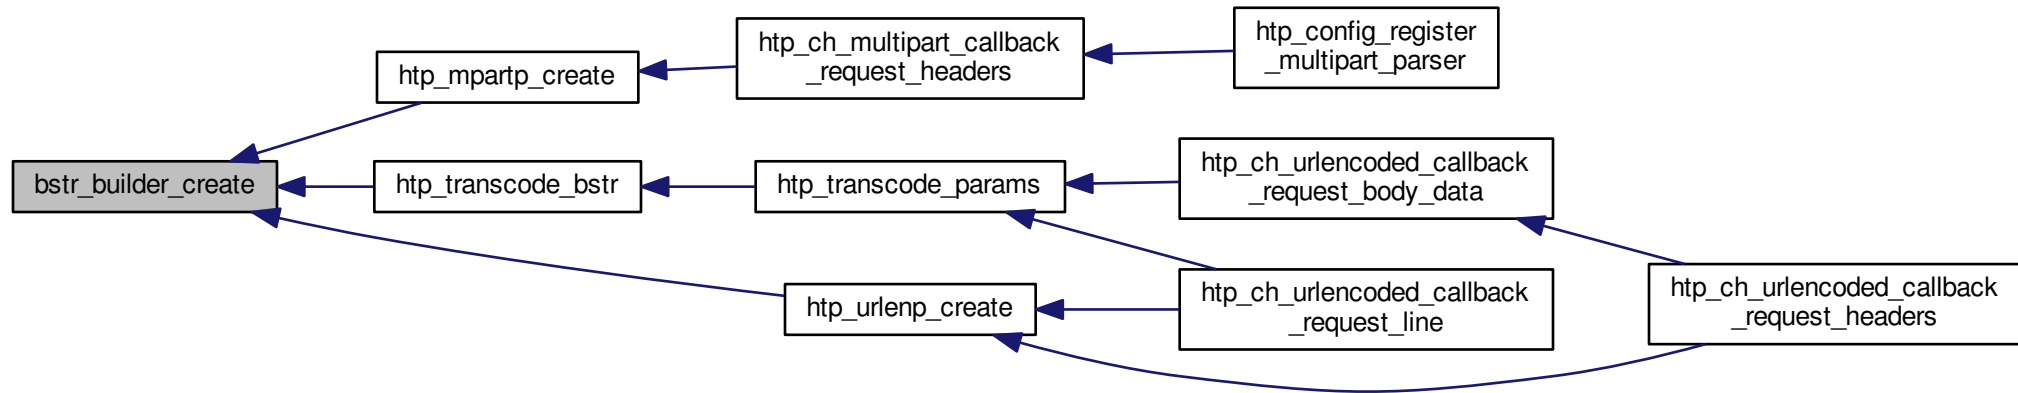 htp_config_register
_multipart_parser
htp_ch_multipart_callback
_request_headers
htp_mpartp_create
bstr_builder_create
htp_transcode_bstr
htp_transcode_params
htp_ch_urlencoded_callback
_request_body_data
htp_urlenp_create
htp_ch_urlencoded_callback
_request_line
htp_ch_urlencoded_callback
_request_headers